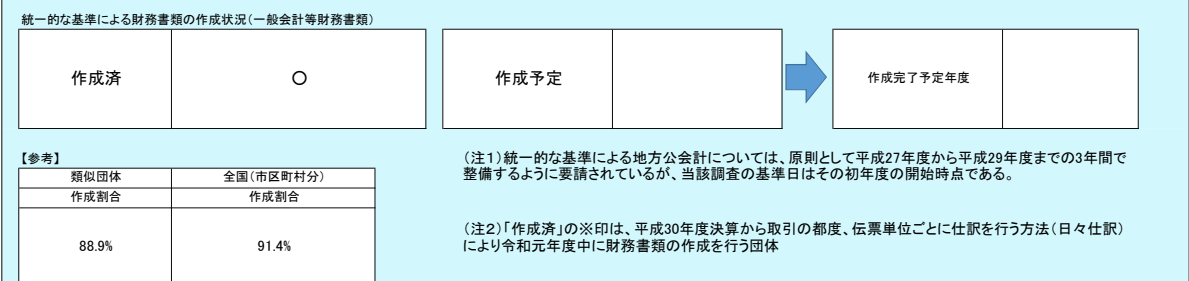 統一的な基準による財務書類の作成状況(一般会計等財務書類)
作成済
○
作成予定
作成完了予定年度
【参考】
類似団体
全国(市区町村分)
作成割合
作成割合
88.9%
91.4%
(注1)統一的な基準による地方公会計については、原則として平成27年度から平成29年度までの3年間で
整備するように要請されているが、当該調査の基準日はその初年度の開始時点である。
(注2)「作成済」の※印は、平成30年度決算から取引の都度、伝票単位ごとに仕訳を行う方法(日々仕訳)
により令和元年度中に財務書類の作成を行う団体